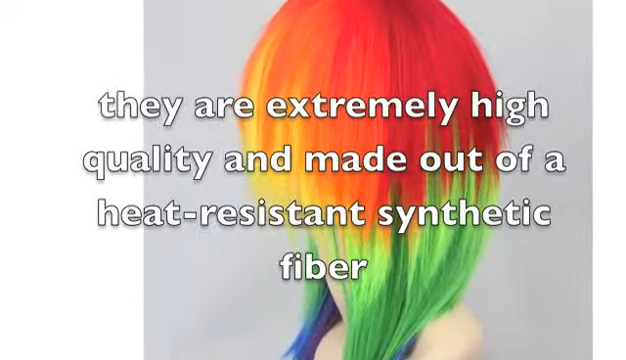 they are extremely high
quality and made out of a
heat-resistant synthetic
fiber